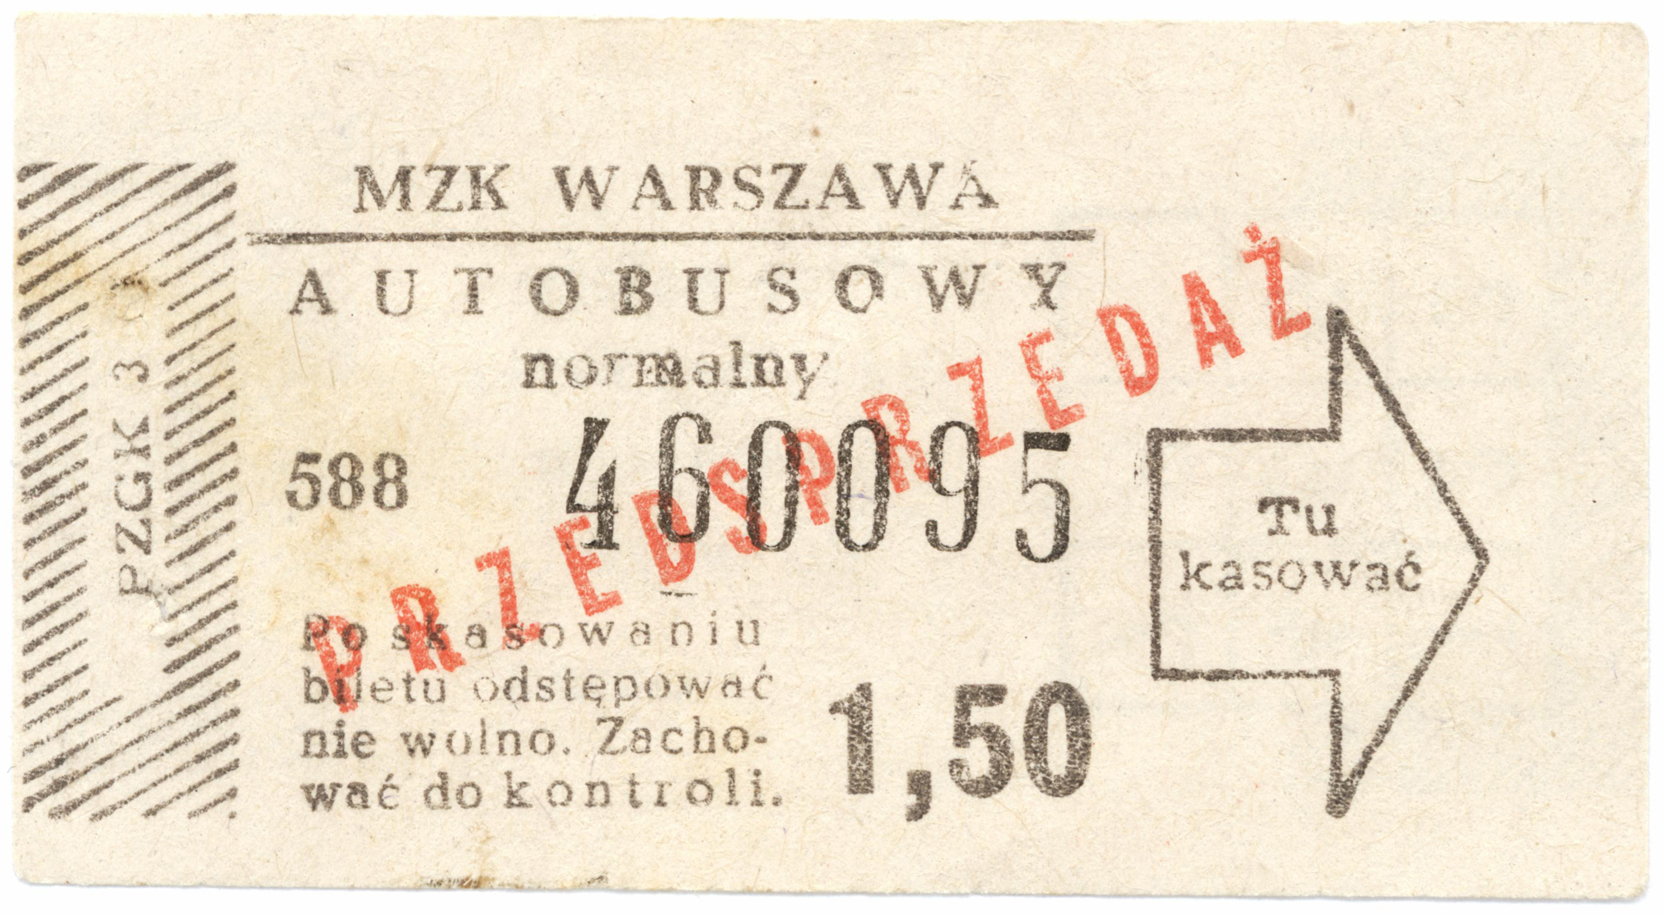 MZK WARSZAWA
AUTOBUSOWY
normalny
588 460095
PRZEDSPRZEDAŻ
Po skasowaniu
biletu odstępować
nie wolno. Zacho-
wać do kontroli.
1,50
Tu
kasować
PZGK 3